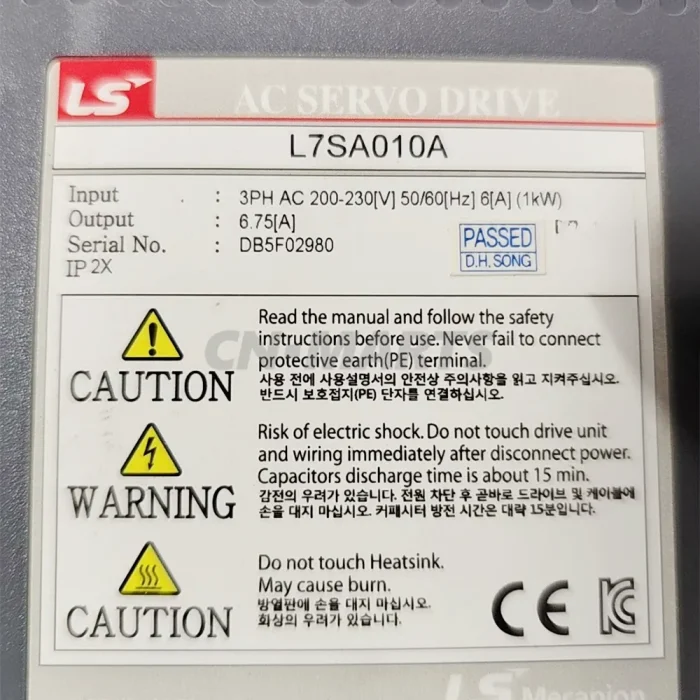 LS AC SERVO DRIVE
L7SA010A
Input : 3PH AC 200-230[V] 50/60[Hz] 6[A] (1kW)
Output : 6.75[A]
Serial No. : DB5F02980
IP 2X
PASSED
D.H. SONG
CAUTION
Read the manual and follow the safety
instructions before use. Never fail to connect
protective earth(PE) terminal.
사용 전에 사용설명서의 안전상 주의사항을 읽고 지켜주십시오.
반드시 보호접지(PE) 단자를 연결하십시오.
WARNING
Risk of electric shock. Do not touch drive unit
and wiring immediately after disconnect power.
Capacitors discharge time is about 15 min.
감전의 우려가 있습니다. 전원 차단 후 곧바로 드라이브 및 케이블에
손을 대지 마십시오. 커패시터 방전 시간은 대략 15분입니다.
CAUTION
Do not touch Heatsink.
May cause burn.
방열판에 손을 대지 마십시오.
화상의 우려가 있습니다.
CE
LS Mecapion